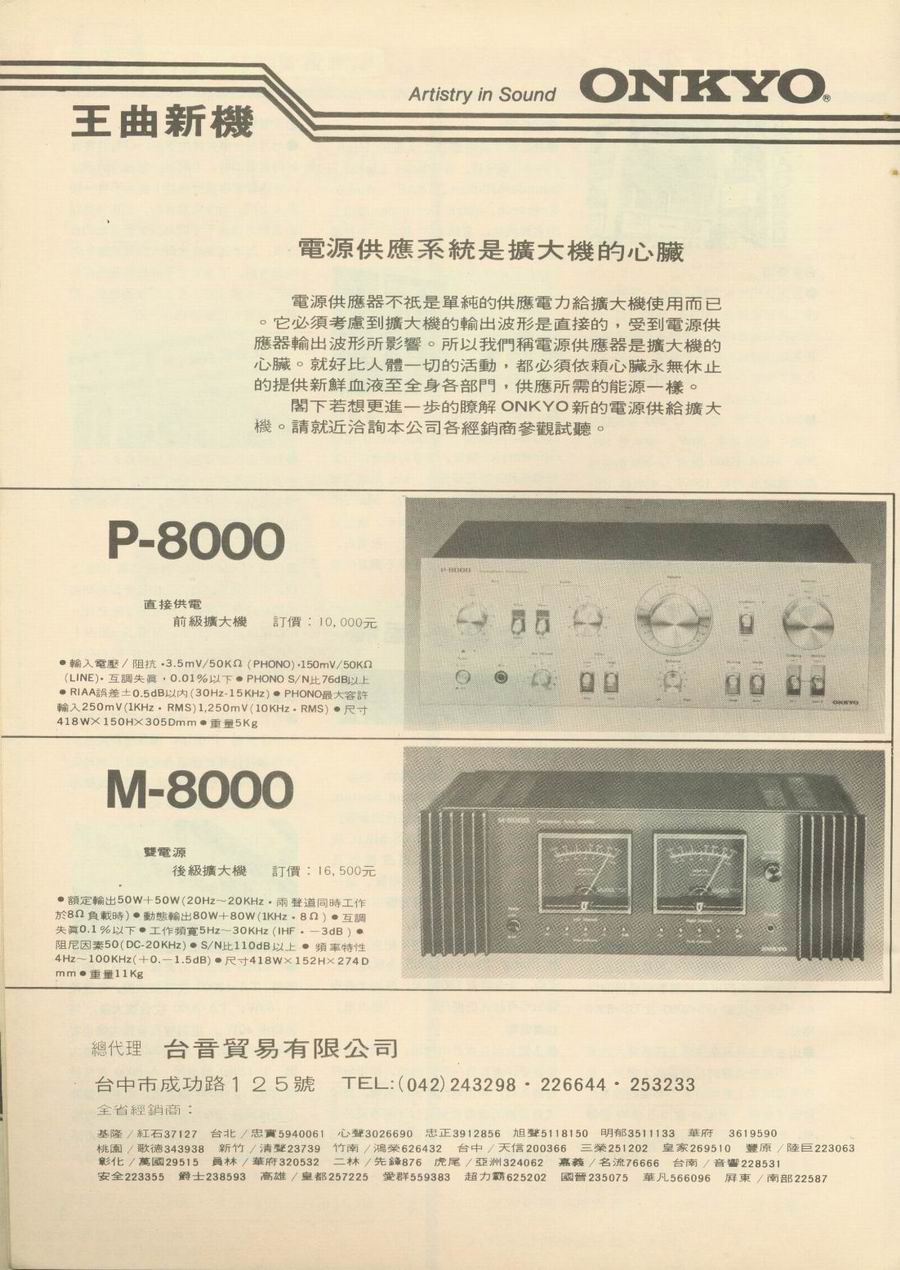 Artistry in Sound ONKYO®
王曲新機
電源供應系統是擴大機的心臟
電源供應器不祇是單純的供應電力給擴大機使用而已
。它必須考慮到擴大機的輸出波形是直接的,受到電源供
應器輸出波形所影響。所以我們稱電源供應器是擴大機的
心臟。就好比人體一切的活動,都必須依賴心臟永無休止
的提供新鮮血液至全身各部門,供應所需的能源一樣。
閣下若想更進一步的瞭解 ONKYO 新的電源供給擴大
機。請就近洽詢本公司各經銷商參觀試聽。
P-8000
直接供電
前級擴大機 訂價:10,000元
●輸入電壓/阻抗・3.5mV/50KΩ (PHONO)・150mV/50KΩ
(LINE)・互調失眞,0.01%以下●PHONO S/N比76dB以上
●RIAA誤差±0.5dB以內(30Hz-15KHz)●PHONO最大容許
輸入250mV(1KHz・RMS)1,250mV(10KHz・RMS)●尺寸
418W×150H×305Dmm●重量5Kg
P-8000
ONKYO
M-8000
雙電源
後級擴大機 訂價:16,500元
●額定輸出50W+50W(20Hz~20KHz・兩聲道同時工作
於8Ω負載時)●動態輸出80W+80W(1KHz・8Ω)●互調
失眞0.1%以下●工作頻寬5Hz~30KHz(IHF・-3dB)●
阻尼因素50(DC-20KHz)●S/N比110dB以上● 頻率特性
4Hz~100KHz(+0.-1.5dB)●尺寸418W×152H×274D
mm●重量11Kg
M-8000
ONKYO
總代理 台音貿易有限公司
台中市成功路125號 TEL:(042)243298・226644・253233
全省經銷商:
基隆/紅石37127 台北/忠實5940061 心聲3026690 忠正3912856 旭聲5118150 明郁3511133 華府 3619590
桃園/歌德343938 新竹/清聲23739 竹南/鴻榮626432 台中/天信200366 三榮251202 皇家269510 豐原/陸巨223063
彰化/萬國29515 員林/華府320532 二林/先鋒876 虎尾/亞洲324062 嘉義/名流76666 台南/音響228531
安全223355 爵士238593 高雄/皇都257225 愛群559383 超力霸625202 國晉235075 華凡566096 屏東/南部22587